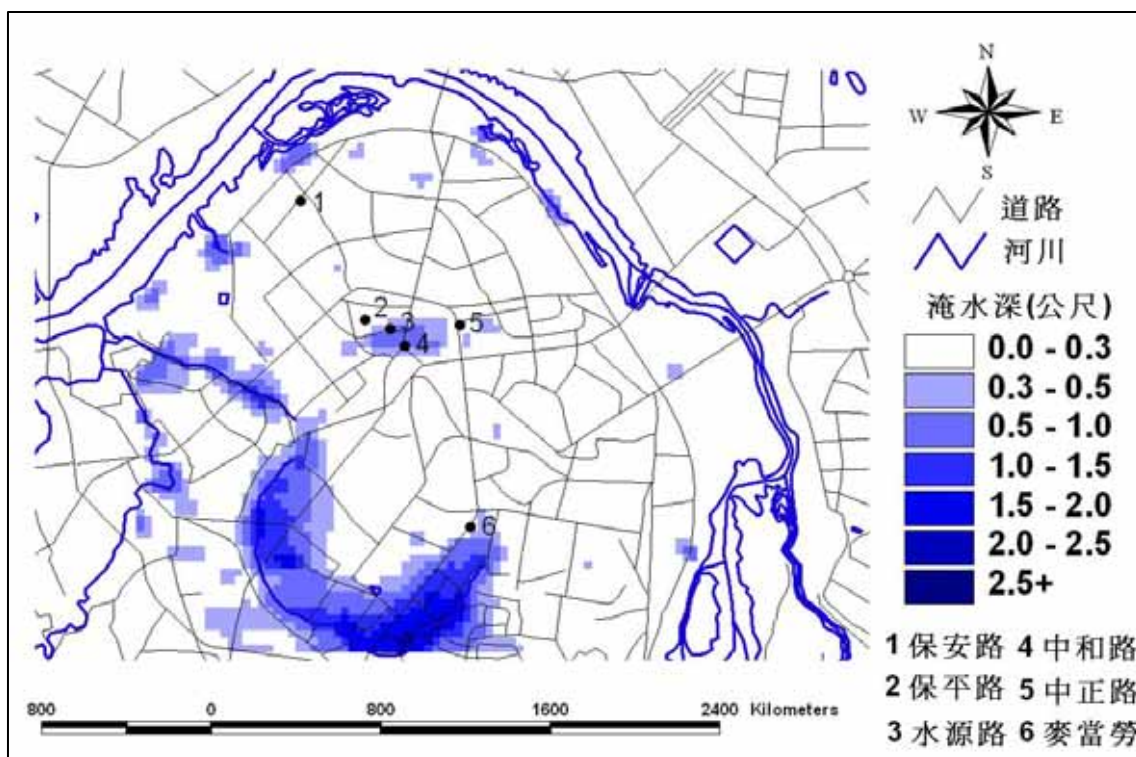 N
W E
S
道路
河川
淹水深(公尺)
0.0 - 0.3
0.3 - 0.5
0.5 - 1.0
1.0 - 1.5
1.5 - 2.0
2.0 - 2.5
2.5+
1
2
3
4
5
6
1 保安路 4 中和路
2 保平路 5 中正路
3 水源路 6 麥當勞
800 0 800 1600 2400 Kilometers